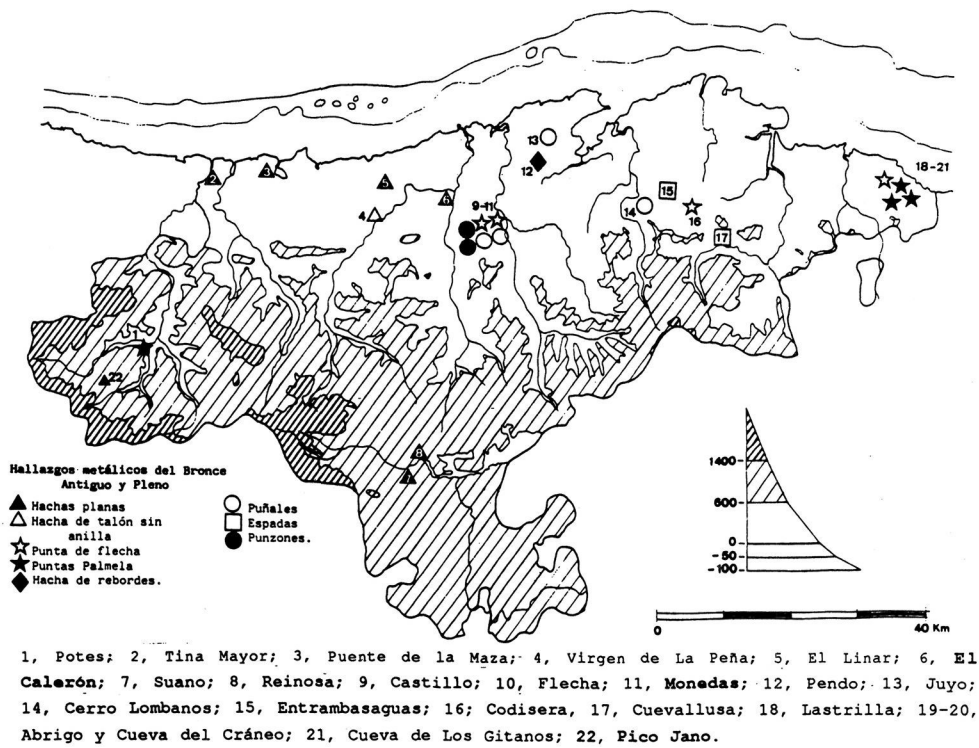 13
12
18-21
2
3
5
4
6
9-11
14
15
16
17
1
22
8
7
Hallazgos metálicos del Bronce
Antiguo y Pleno
Hachas planas
Hacha de talón sin
anilla
Punta de flecha
Puntas Palmela
Hacha de rebordes.
Puñales
Espadas
Punzones.
1400
600
0
-50
-100
0
40 Km
1, Potes; 2, Tina Mayor; 3, Puente de la Maza; 4, Virgen de La Peña; 5, El Linar; 6, El
Calerón; 7, Suano; 8, Reinosa; 9, Castillo; 10, Flecha; 11, Monedas; 12, Pendo; 13, Juyo;
14, Cerro Lombanos; 15, Entrambasaguas; 16; Codisera, 17, Cuevallusa; 18, Lastrilla; 19-20,
Abrigo y Cueva del Cráneo; 21, Cueva de Los Gitanos; 22, Pico Jano.